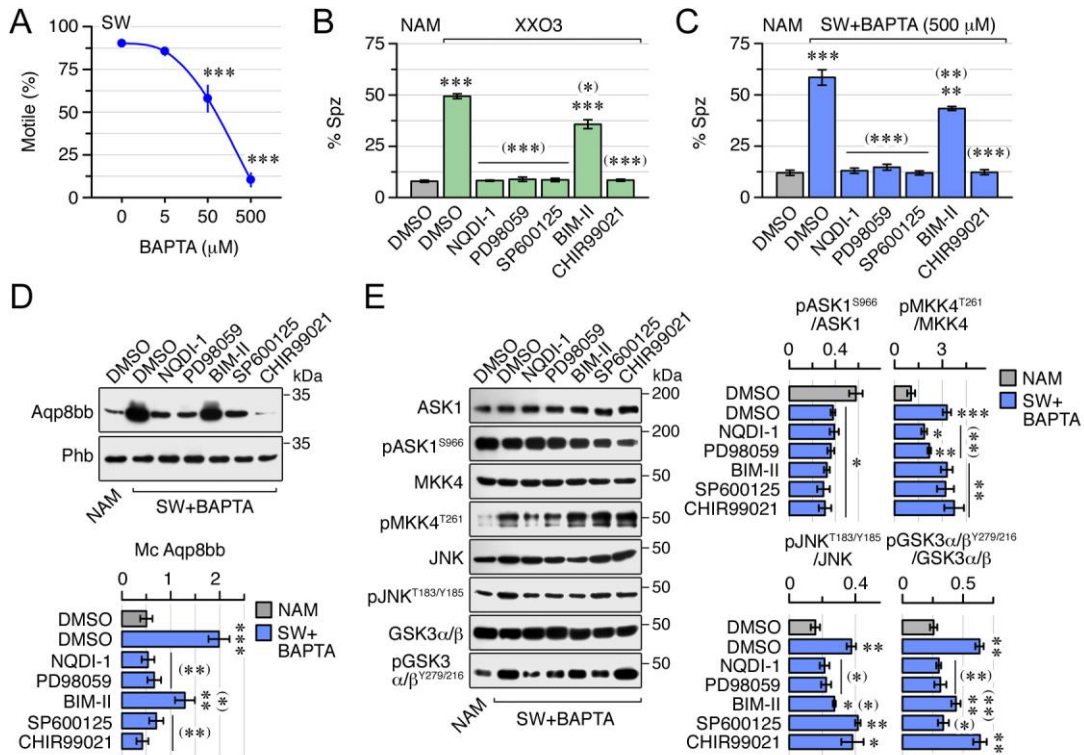 A
SW
100
75
50
25
0
Motile (%)
***
***
0
5
50
500
BAPTA (μM)
B
NAM
XXO3
100
75
50
25
0
% Spz
***
(***)
(*)
***
(***)
DMSO
DMSO
NQDI-1
PD98059
SP600125
BIM-II
CHIR99021
C
NAM
SW+BAPTA (500 μM)
100
75
50
25
0
% Spz
***
(***)
(**)
**
(***)
DMSO
DMSO
NQDI-1
PD98059
SP600125
BIM-II
CHIR99021
D
DMSO
DMSO
NQDI-1
PD98059
BIM-II
SP600125
CHIR99021
kDa
Aqp8bb
35
Phb
35
NAM
SW+BAPTA
Mc Aqp8bb
0 1 2
DMSO
DMSO
NQDI-1
PD98059
BIM-II
SP600125
CHIR99021
***
(**)
**
(*)
(**)
NAM
SW+
BAPTA
E
DMSO
DMSO
NQDI-1
PD98059
BIM-II
SP600125
CHIR99021
kDa
ASK1
200
pASK1S966
200
MKK4
50
pMKK4T261
50
JNK
50
pJNKT183/Y185
50
GSK3α/β
50
pGSK3
α/βY279/216
50
NAM
SW+BAPTA
pASK1S966
/ASK1
0 0.4
DMSO
DMSO
NQDI-1
PD98059
BIM-II
SP600125
CHIR99021
*
pMKK4T261
/MKK4
0 3
***
*
**
(**)
**
NAM
SW+
BAPTA
pJNKT183/Y185
/JNK
0 0.4
DMSO
DMSO
NQDI-1
PD98059
BIM-II
SP600125
CHIR99021
**
(*)
* (*)
**
*
pGSK3α/βY279/216
/GSK3α/β
0 0.5
**
(**)
**
(**)
(*)
**